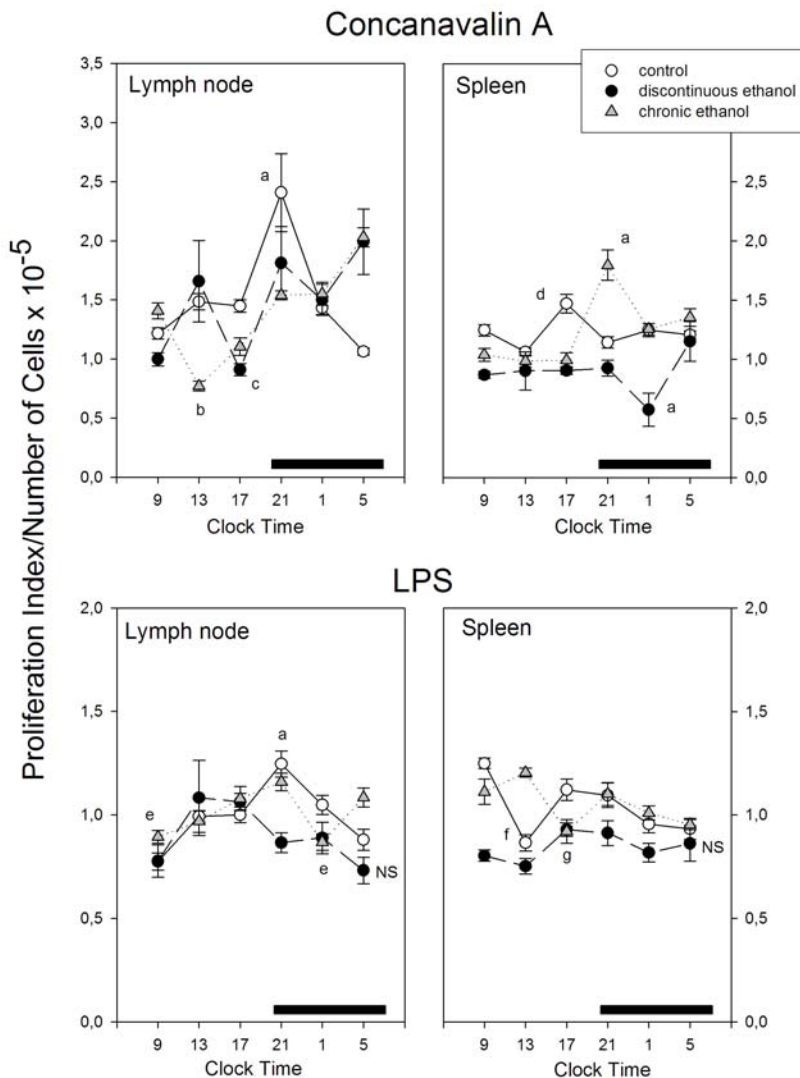 Concanavalin A
control
discontinuous ethanol
chronic ethanol
Proliferation Index/Number of Cells x 10-5
Lymph node
3,5
3,0
2,5
2,0
1,5
1,0
0,5
0,0
a
b
c
9 13 17 21 1 5
Clock Time
Spleen
3,5
3,0
2,5
2,0
1,5
1,0
0,5
0,0
d
a
a
9 13 17 21 1 5
Clock Time
LPS
Lymph node
2,0
1,5
1,0
0,5
0,0
e
a
e
NS
9 13 17 21 1 5
Clock Time
Spleen
2,0
1,5
1,0
0,5
0,0
f
g
NS
9 13 17 21 1 5
Clock Time